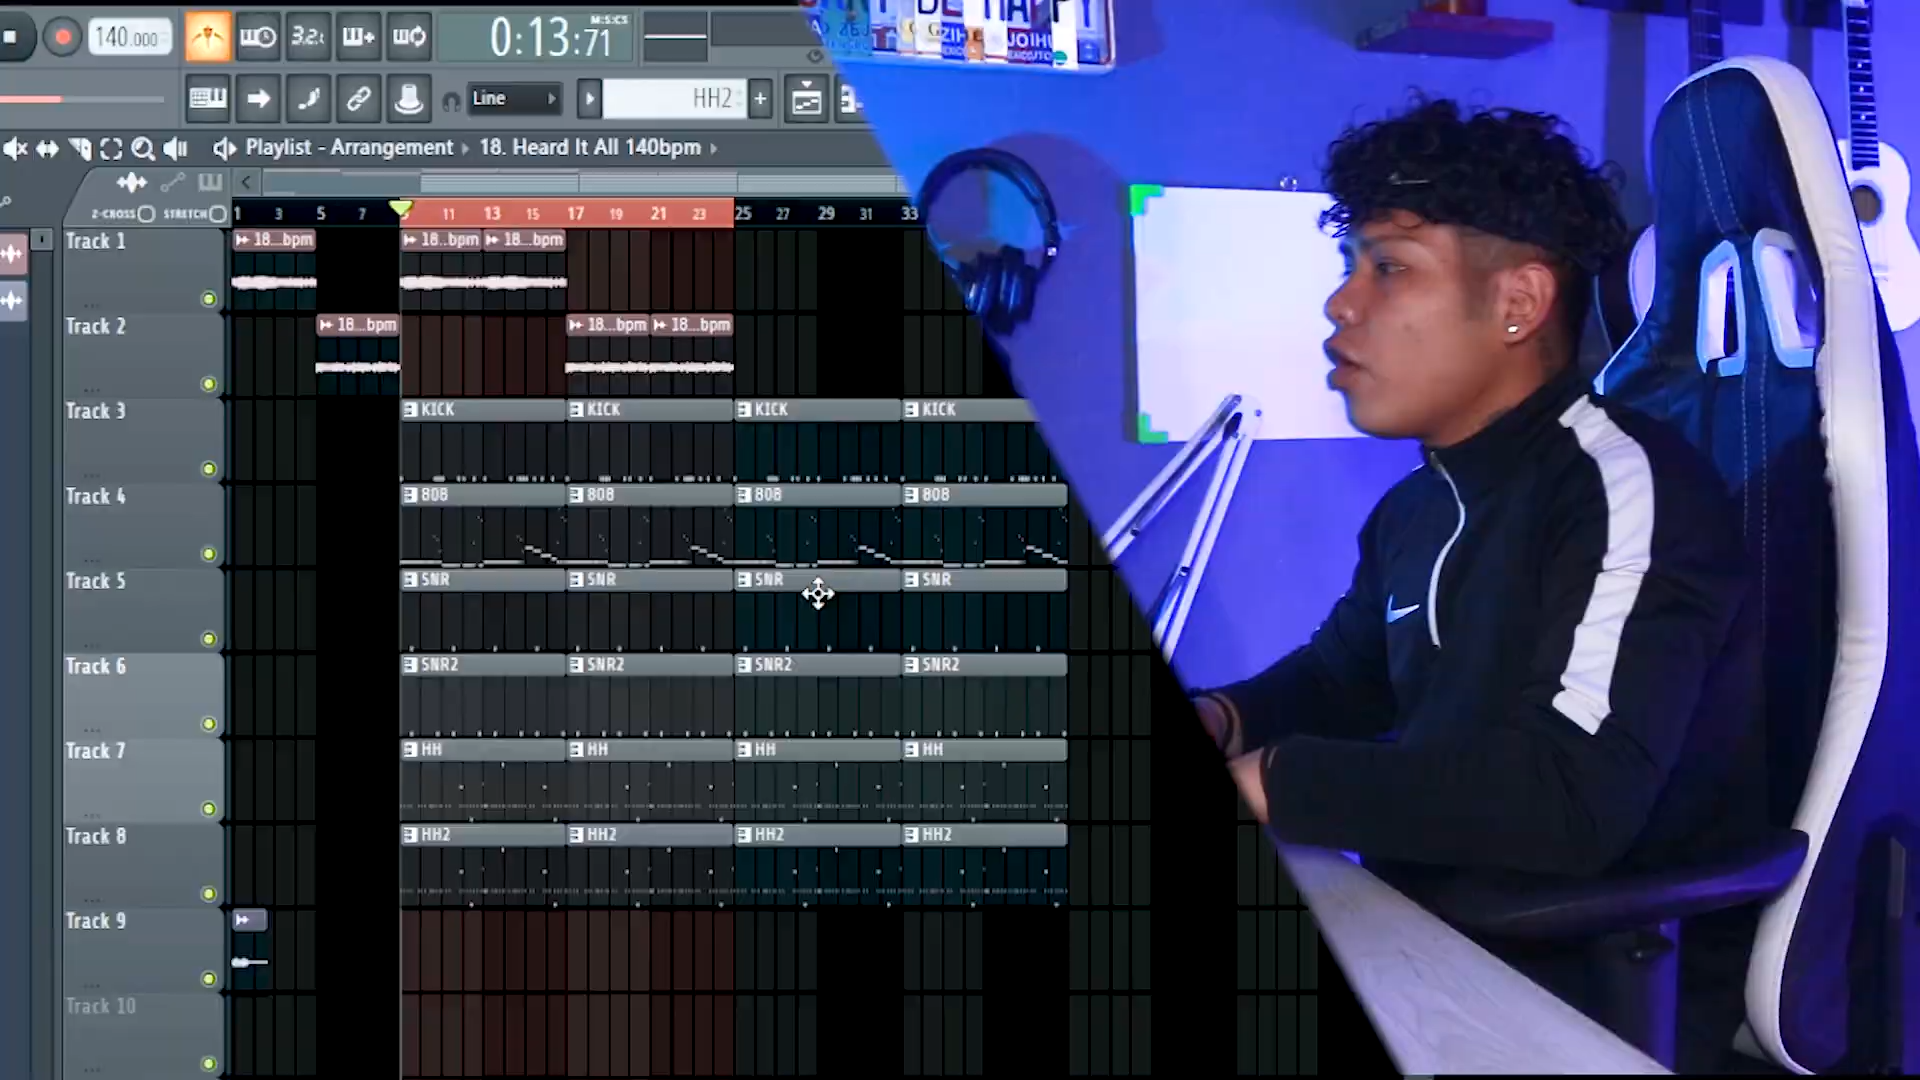 140.000
3.2.1
0:13:71
M:S:CS
Line
HH2
Playlist - Arrangement
18. Heard It All 140bpm
Z-CROSS
STRETCH
1 3 5 7 11 13 15 17 19 21 23 25 27 29 31 33
Track 1
18...bpm 18...bpm 18...bpm
Track 2
18...bpm 18...bpm 18...bpm
Track 3
KICK KICK KICK KICK
Track 4
808 808 808 808
Track 5
SNR SNR SNR SNR
Track 6
SNR2 SNR2 SNR2 SNR2
Track 7
HH HH HH HH
Track 8
HH2 HH2 HH2 HH2
Track 9
Track 10